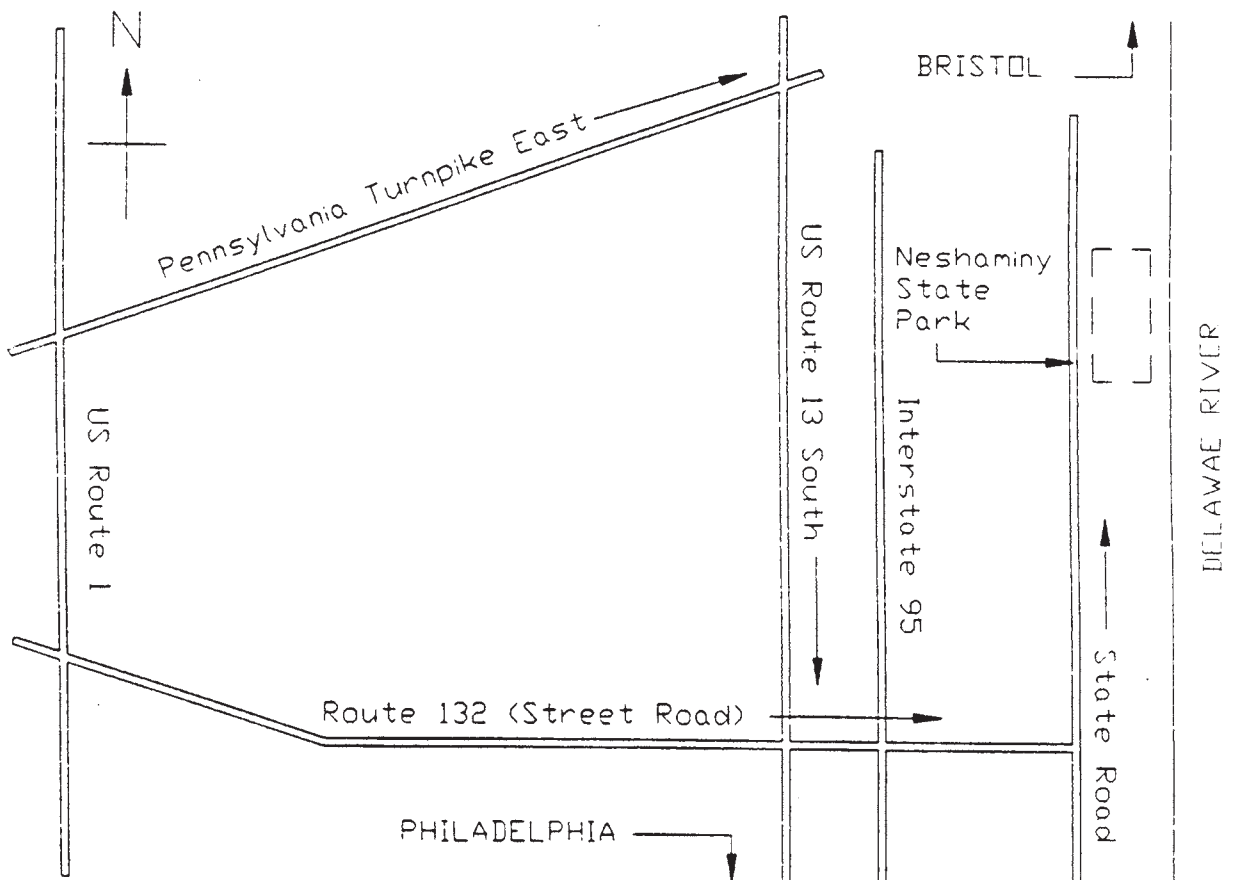 N
BRISTOL
Pennsylvania Turnpike East
US Route 13 South
Neshaminy
State
Park
DELAWAE RIVER
US Route 1
Interstate 95
State Road
Route 132 (Street Road)
PHILADELPHIA